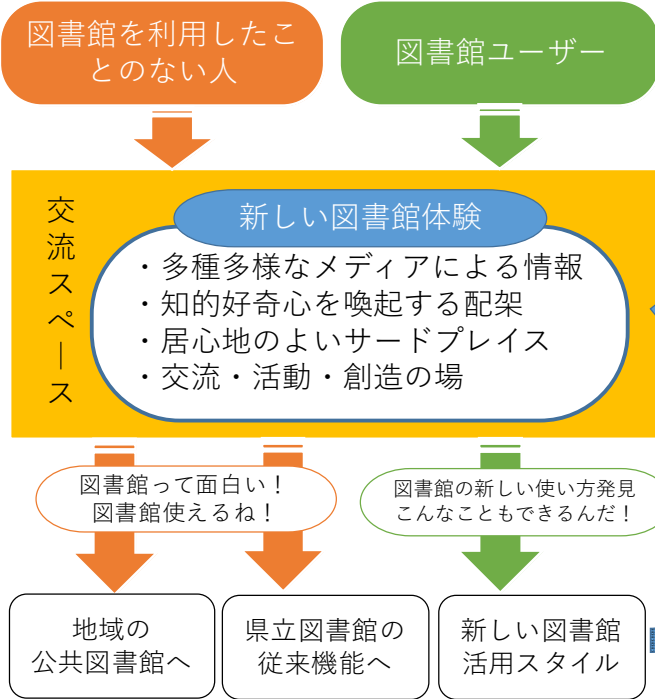 図書館を利用したこ
とのない人
図書館ユーザー
交流スペース
新しい図書館体験
・多種多様なメディアによる情報
・知的好奇心を喚起する配架
・居心地のよいサードプレイス
・交流・活動・創造の場
図書館って面白い！
図書館使えるね！
図書館の新しい使い方発見
こんなこともできるんだ！
地域の
公共図書館へ
県立図書館の
従来機能へ
新しい図書館
活用スタイル